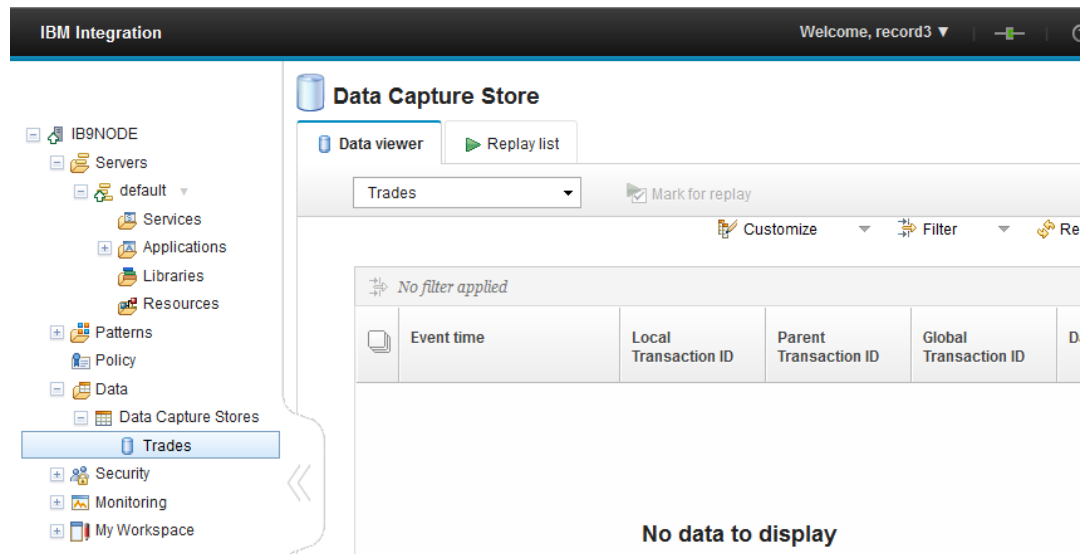 IBM Integration
Welcome, record3 ▼
Data Capture Store
Data viewer
Replay list
Trades
Mark for replay
Customize
Filter
No filter applied
Event time
Local
Transaction ID
Parent
Transaction ID
Global
Transaction ID
No data to display
IB9NODE
Servers
default
Services
Applications
Libraries
Resources
Patterns
Policy
Data
Data Capture Stores
Trades
Security
Monitoring
My Workspace